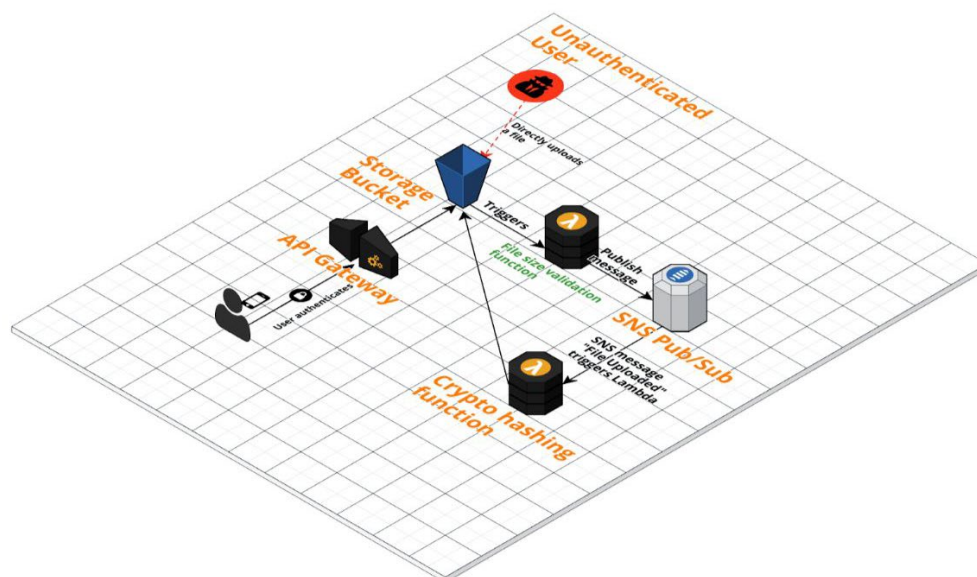 Unauthenticated
User
Directly uploads
a file
Storage
Bucket
Triggers
File size validation
function
Publish
message
API Gateway
User authenticates
SNS Pub/Sub
SNS message
"File Uploaded"
triggers Lambda
Crypto hashing
function